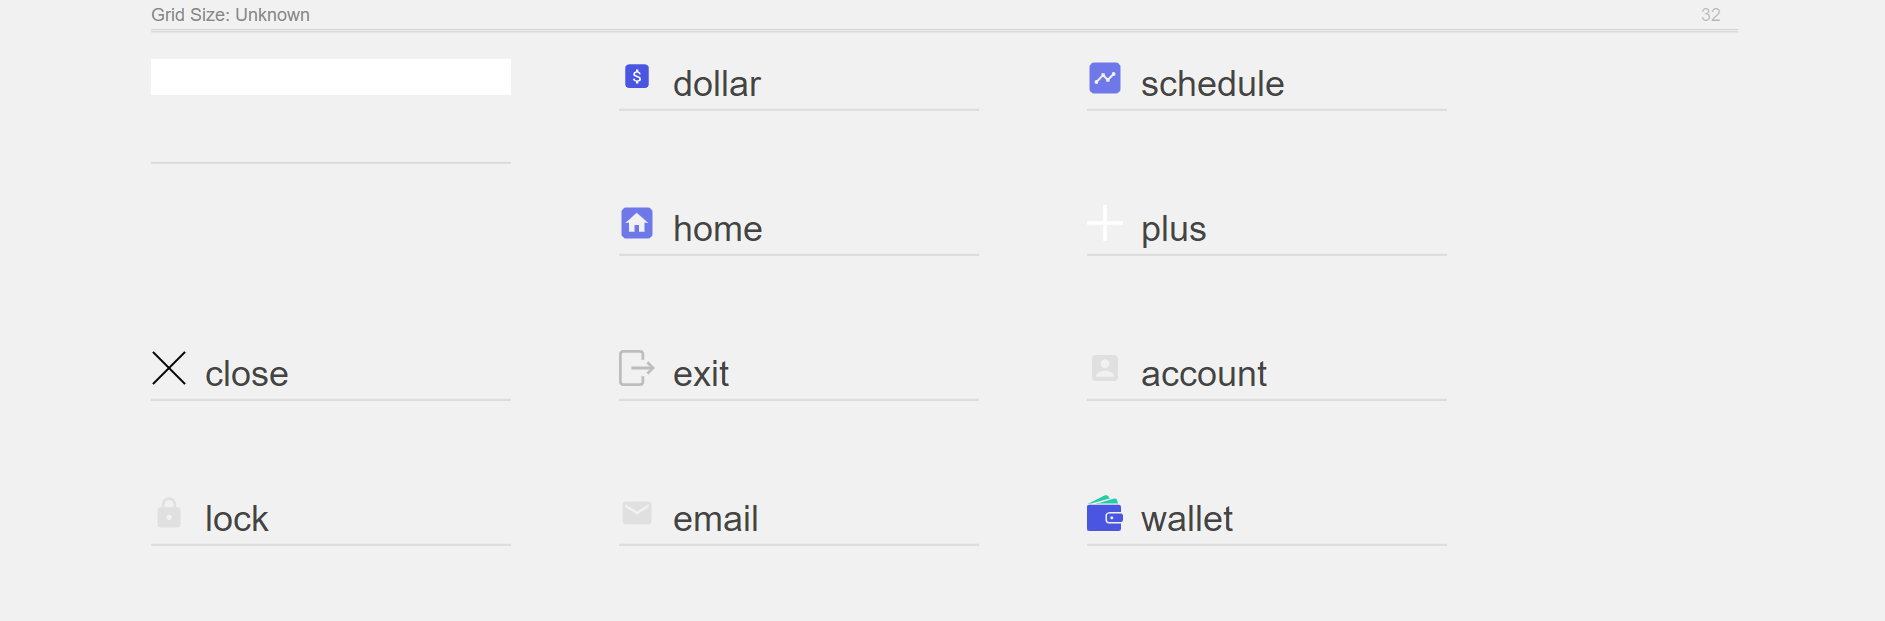 Grid Size: Unknown 32
dollar schedule
home plus
close exit account
lock email wallet